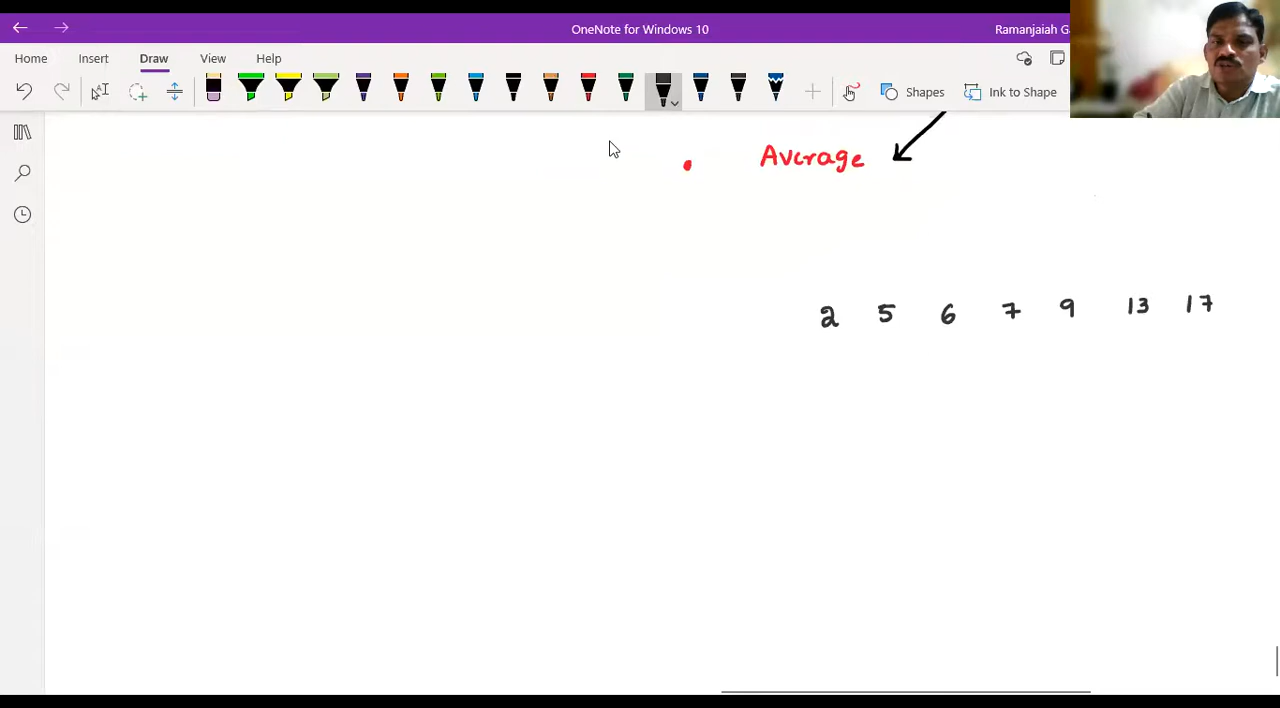 OneNote for Windows 10
Ramanjaiah G
Home Insert Draw View Help
Shapes Ink to Shape
Average
2 5 6 7 9 13 17